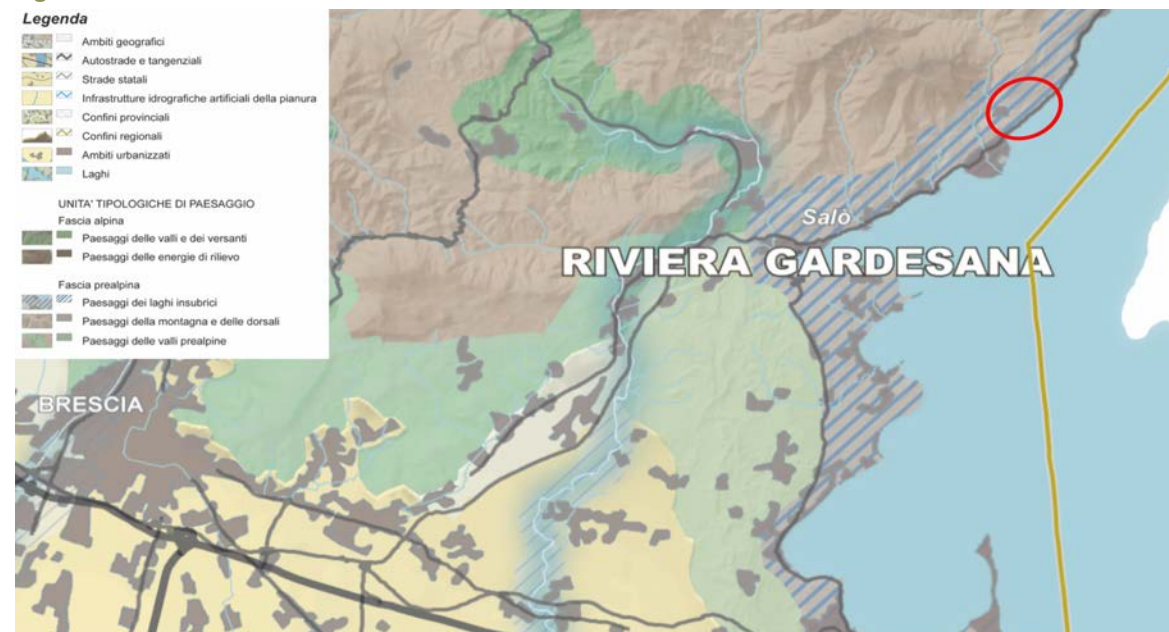 Legenda
Ambiti geografici
Autostrade e tangenziali
Strade statali
Infrastrutture idrografiche artificiali della pianura
Confini provinciali
Confini regionali
Ambiti urbanizzati
Laghi
UNITA' TIPOLOGICHE DI PAESAGGIO
Fascia alpina
Paesaggi delle valli e dei versanti
Paesaggi delle energie di rilievo
Fascia prealpina
Paesaggi dei laghi insubrici
Paesaggi della montagna e delle dorsali
Paesaggi delle valli prealpine
Salò
RIVIERA GARDESANA
BRESCIA